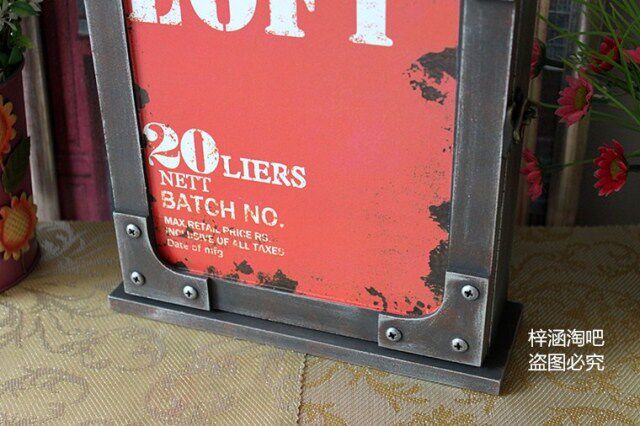 LOFT
20 LIERS
NETT
BATCH NO.
MAX.RETAIL PRICE RS.
INCLUSIVE OF ALL TAXES
Date of mfg
梓涵淘吧
盗图必究